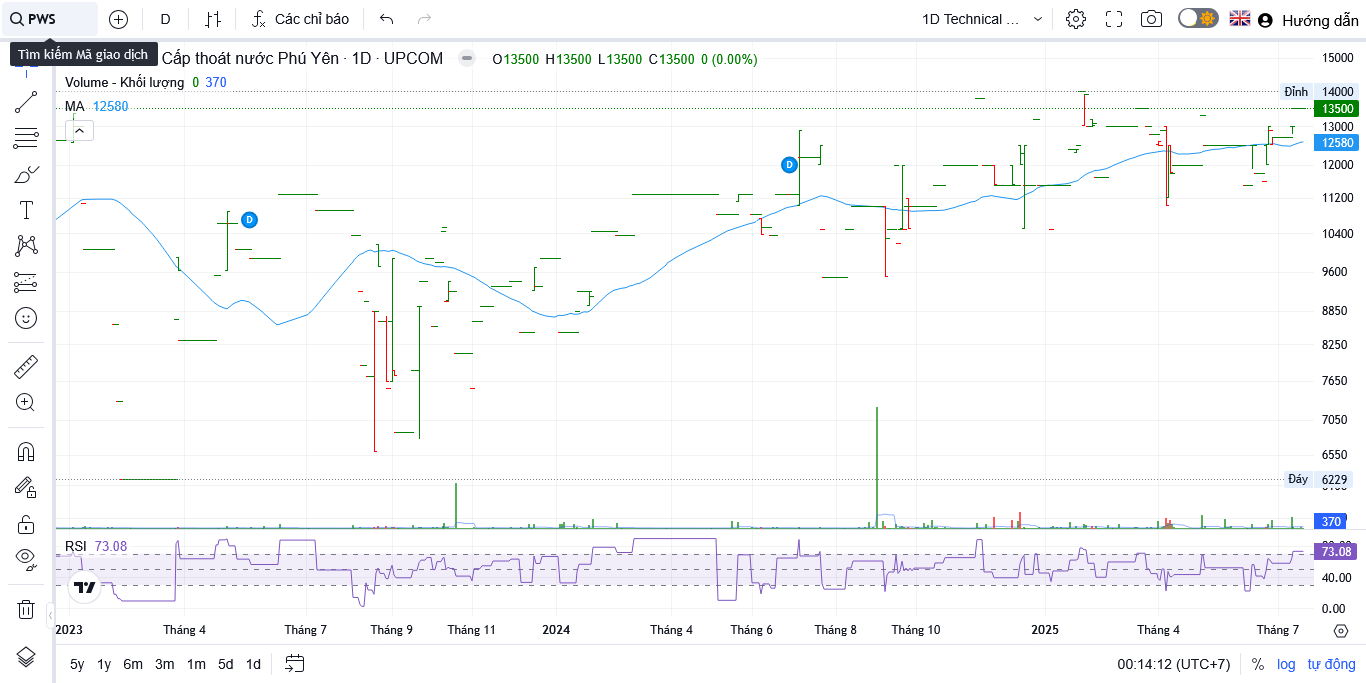 PWS
D
Các chỉ báo
1D Technical ...
Hướng dẫn
Tìm kiếm Mã giao dịch
Cấp thoát nước Phú Yên · 1D · UPCOM
O13500 H13500 L13500 C13500 0 (0.00%)
Volume - Khối lượng 0 370
MA 12580
15000
Đỉnh 14000
13500
13000
12580
12000
11200
10400
9600
8850
8250
7650
7050
6550
Đáy 6229
370
D
D
RSI 73.08
73.08
40.00
0.00
2023 Tháng 4 Tháng 7 Tháng 9 Tháng 11 2024 Tháng 4 Tháng 6 Tháng 8 Tháng 10 2025 Tháng 4 Tháng 7
5y 1y 6m 3m 1m 5d 1d
00:14:12 (UTC+7) % log tự động